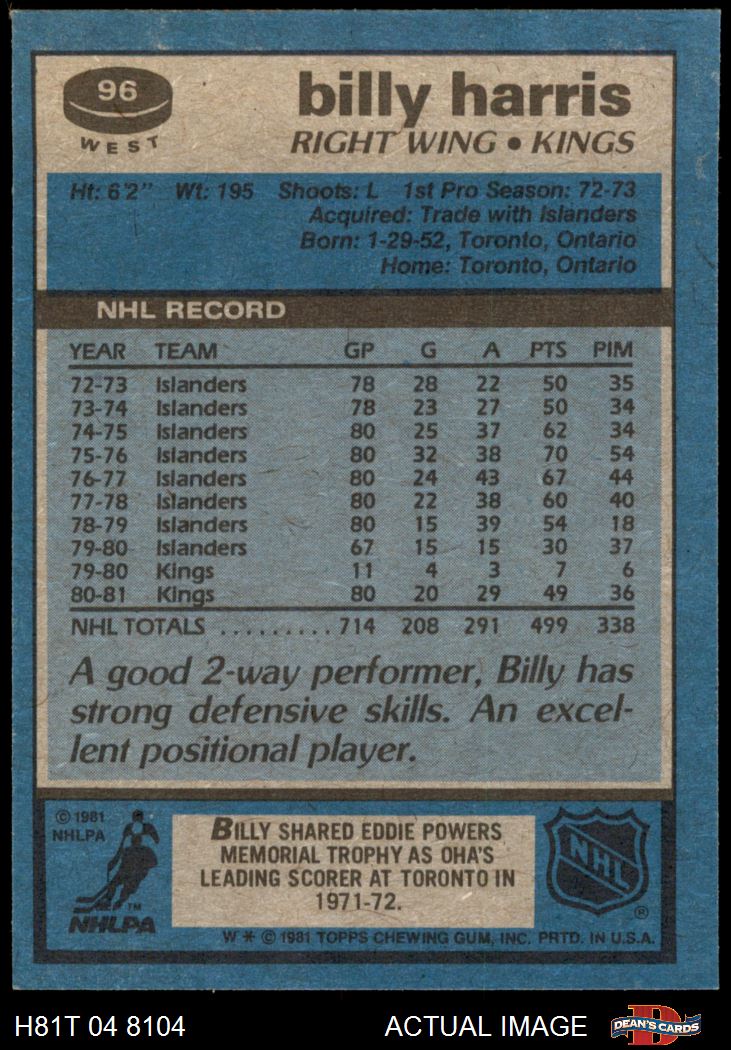 96
WEST
billy harris
RIGHT WING • KINGS
Ht: 6'2" Wt: 195 Shoots: L 1st Pro Season: 72-73
Acquired: Trade with Islanders
Born: 1-29-52, Toronto, Ontario
Home: Toronto, Ontario
NHL RECORD
YEAR TEAM GP G A PTS PIM
72-73 Islanders 78 28 22 50 35
73-74 Islanders 78 23 27 50 34
74-75 Islanders 80 25 37 62 34
75-76 Islanders 80 32 38 70 54
76-77 Islanders 80 24 43 67 44
77-78 Islanders 80 22 38 60 40
78-79 Islanders 80 15 39 54 18
79-80 Islanders 67 15 15 30 37
79-80 Kings 11 4 3 7 6
80-81 Kings 80 20 29 49 36
NHL TOTALS ..........714 208 291 499 338
A good 2-way performer, Billy has
strong defensive skills. An excel-
lent positional player.
© 1981
NHLPA
NHLPA™
BILLY SHARED EDDIE POWERS
MEMORIAL TROPHY AS OHA'S
LEADING SCORER AT TORONTO IN
1971-72.
NHL ®
W * © 1981 TOPPS CHEWING GUM, INC. PRTD. IN U.S.A.
H81T 04 8104 ACTUAL IMAGE
D
DEAN'S CARDS